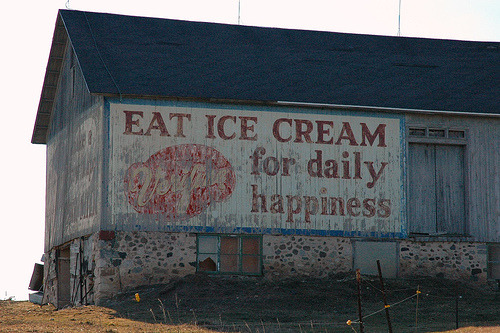 EAT ICE CREAM
for daily
happiness